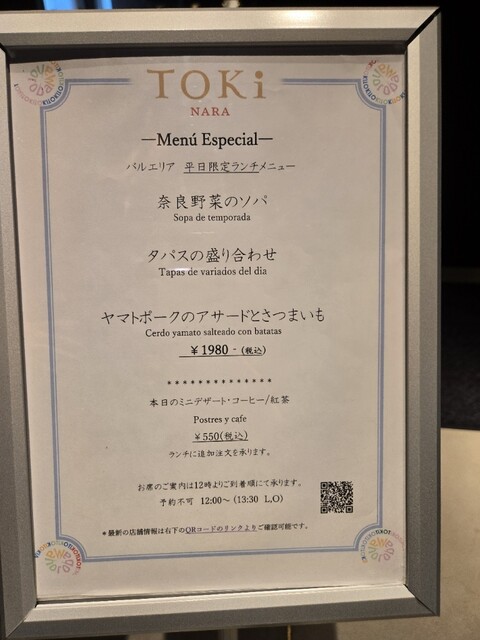 TOKi
NARA
—Menú Especial—
バルエリア 平日限定ランチメニュー
奈良野菜のソパ
Sopa de temporada
タパスの盛り合わせ
Tapas de variados del dia
ヤマトポークのアサードとさつまいも
Cerdo yamato salteado con batatas
￥1980 - (税込)
**************
本日のミニデザート・コーヒー/紅茶
Postres y cafe
￥550(税込)
ランチに追加注文を承ります。
お席のご案内は12時よりご到着順にて承ります。
予約不可 12:00～ (13:30 L,O)
＊最新の店舗情報は右下のQRコードのリンクよりご確認可能です。